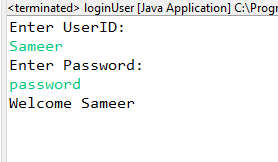 <terminated> loginUser [Java Application] C:\Progr
Enter UserID:
Sameer
Enter Password:
password
Welcome Sameer